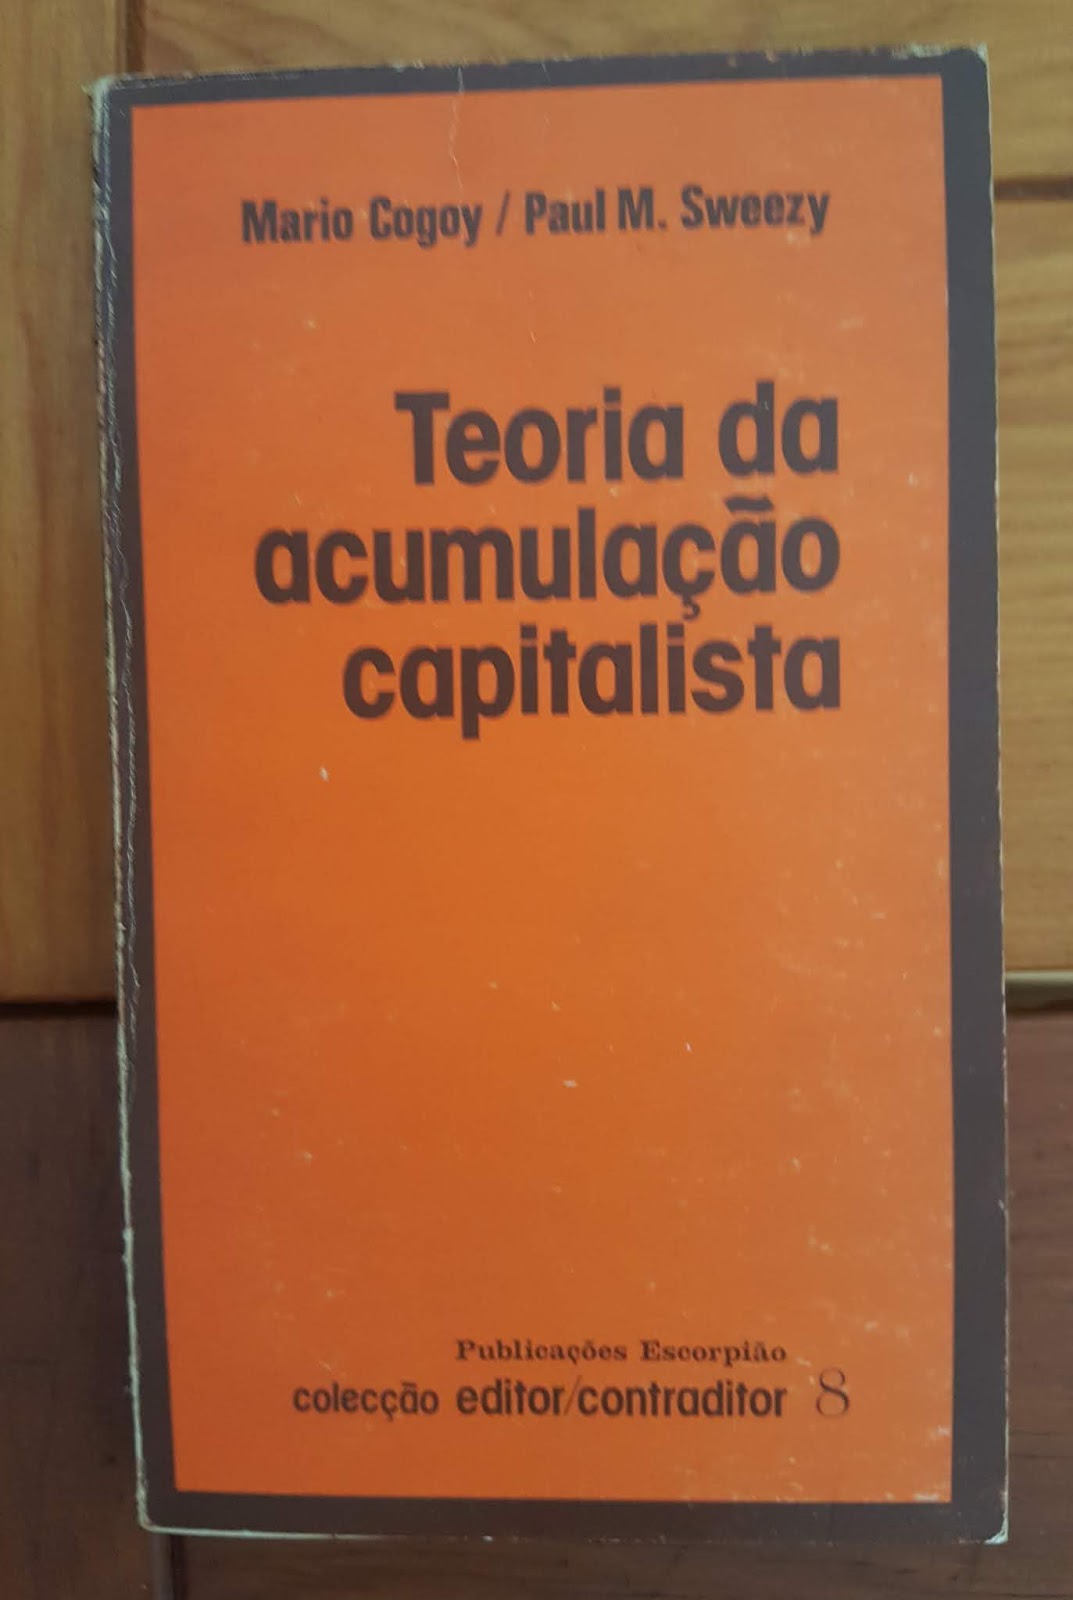 Mario Cogoy / Paul M. Sweezy
Teoria da
acumulação
capitalista
Publicações Escorpião
colecção editor/contraditor 8